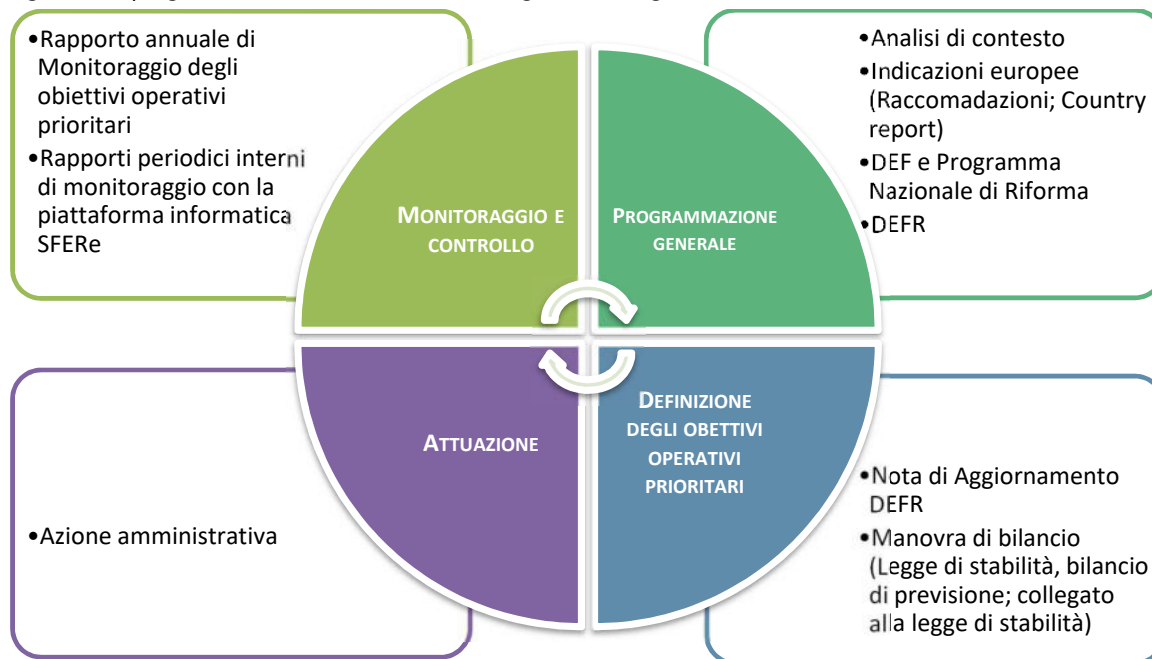 •Rapporto annuale di
Monitoraggio degli
obiettivi operativi
prioritari
•Rapporti periodici interni
di monitoraggio con la
piattaforma informatica
SFERe
MONITORAGGIO E
CONTROLLO
PROGRAMMAZIONE
GENERALE
•Analisi di contesto
•Indicazioni europee
(Raccomadazioni; Country
report)
•DEF e Programma
Nazionale di Riforma
•DEFR
•Azione amministrativa
ATTUAZIONE
DEFINIZIONE
DEGLI OBETTIVI
OPERATIVI
PRIORITARI
•Nota di Aggiornamento
DEFR
•Manovra di bilancio
(Legge di stabilità, bilancio
di previsione; collegato
alla legge di stabilità)